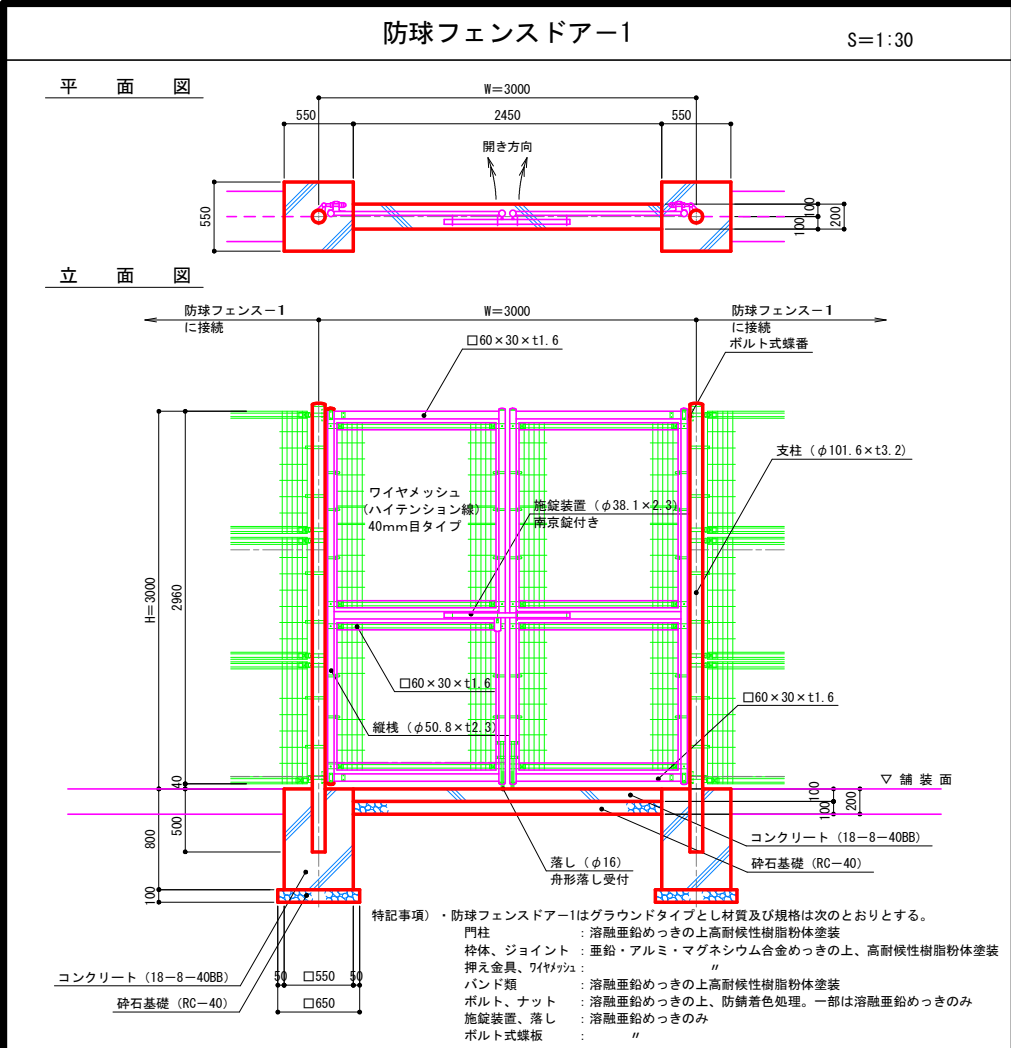 防球フェンスドアー1
S=1:30
平面図
W=3000
550
2450
550
開き方向
550
100
100
200
立面図
防球フェンスー1
に接続
W=3000
防球フェンスー1
に接続
ボルト式蝶番
□60×30×t1.6
支柱(φ101.6×t3.2)
ワイヤメッシュ
(ハイテンション線)
40mm目タイプ
施錠装置(φ38.1×2.3)
南京錠付き
H=3000
2960
□60×30×t1.6
□60×30×t1.6
縦桟(φ50.8×t2.3)
▽舗装面
40
500
800
100
100
100
200
コンクリート(18-8-40BB)
砕石基礎(RC-40)
落し(φ16)
舟形落し受付
コンクリート(18-8-40BB)
砕石基礎(RC-40)
50
□550
50
□650
特記事項)・防球フェンスドアー1はグラウンドタイプとし材質及び規格は次のとおりとする。
門柱:溶融亜鉛めっきの上高耐候性樹脂粉体塗装
枠体、ジョイント:亜鉛・アルミ・マグネシウム合金めっきの上、高耐候性樹脂粉体塗装
押え金具、ワイヤメッシュ:〃
バンド類:溶融亜鉛めっきの上高耐候性樹脂粉体塗装
ボルト、ナット:溶融亜鉛めっきの上、防錆着色処理。一部は溶融亜鉛めっきのみ
施錠装置、落し:溶融亜鉛めっきのみ
ボルト式蝶板:〃